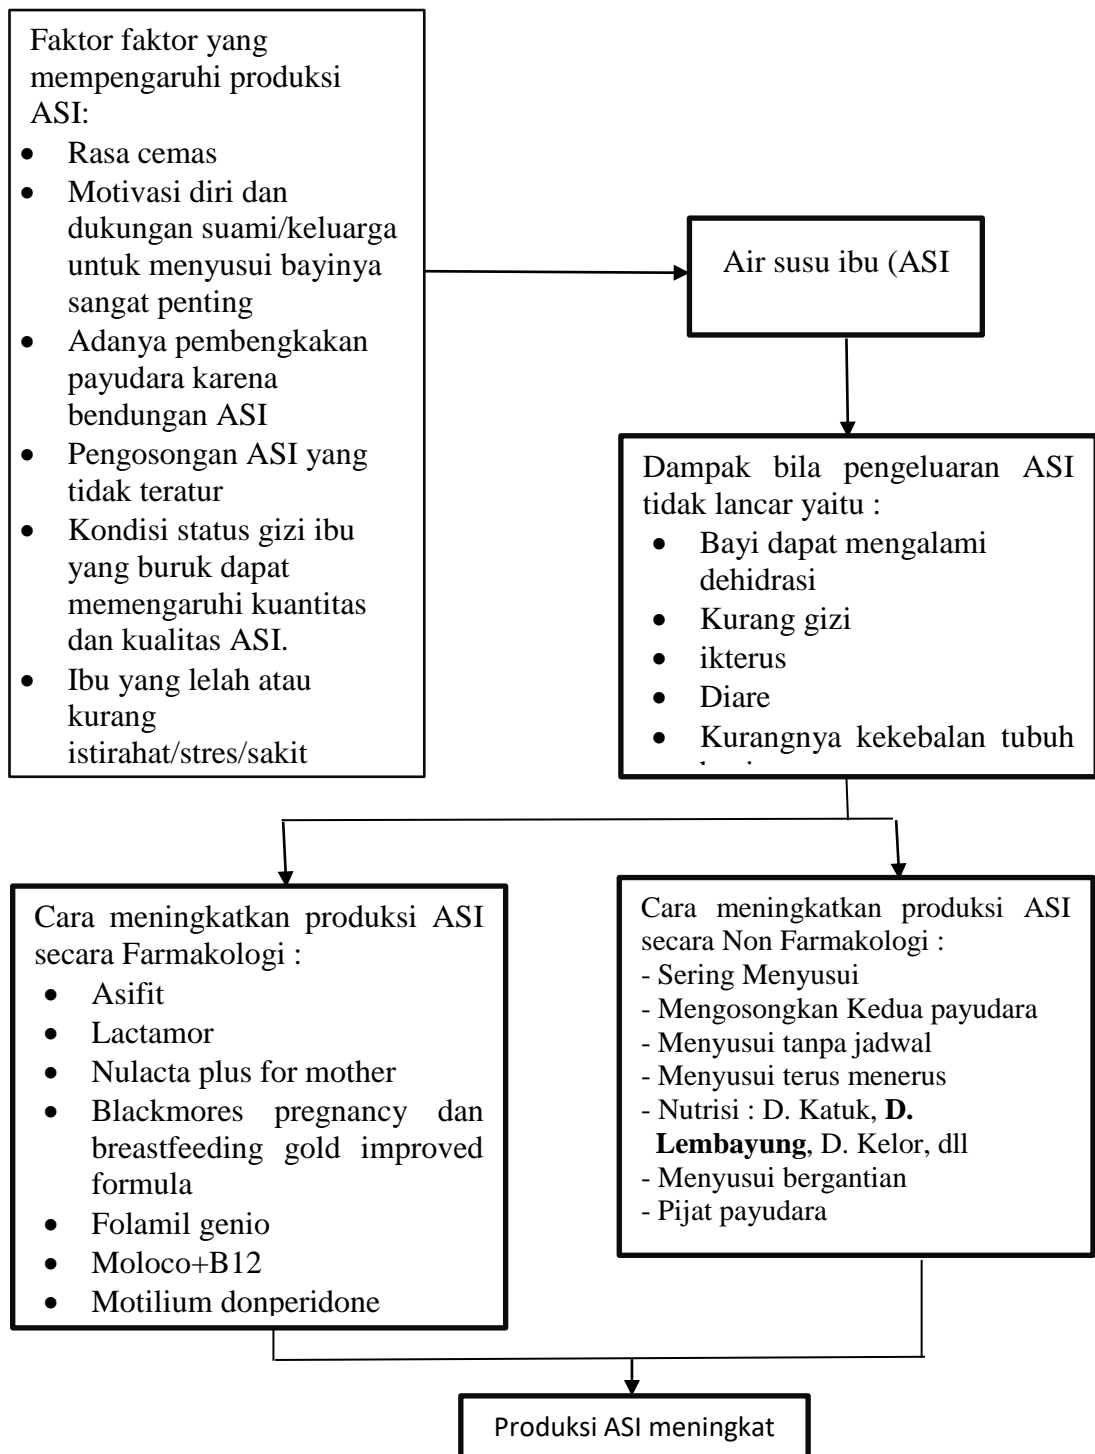 Faktor faktor yang
mempengaruhi produksi
ASI:
• Rasa cemas
• Motivasi diri dan
dukungan suami/keluarga
untuk menyusui bayinya
sangat penting
• Adanya pembengkakan
payudara karena
bendungan ASI
• Pengosongan ASI yang
tidak teratur
• Kondisi status gizi ibu
yang buruk dapat
memengaruhi kuantitas
dan kualitas ASI.
• Ibu yang lelah atau
kurang
istirahat/stres/sakit
Air susu ibu (ASI
Dampak bila pengeluaran ASI
tidak lancar yaitu :
• Bayi dapat mengalami
dehidrasi
• Kurang gizi
• ikterus
• Diare
• Kurangnya kekebalan tubuh
Cara meningkatkan produksi ASI
secara Farmakologi :
• Asifit
• Lactamor
• Nulacta plus for mother
• Blackmores pregnancy dan
breastfeeding gold improved
formula
• Folamil genio
• Moloco+B12
• Motilium donperidone
Cara meningkatkan produksi ASI
secara Non Farmakologi :
- Sering Menyusui
- Mengosongkan Kedua payudara
- Menyusui tanpa jadwal
- Menyusui terus menerus
- Nutrisi : D. Katuk, D.
Lembayung, D. Kelor, dll
- Menyusui bergantian
- Pijat payudara
Produksi ASI meningkat